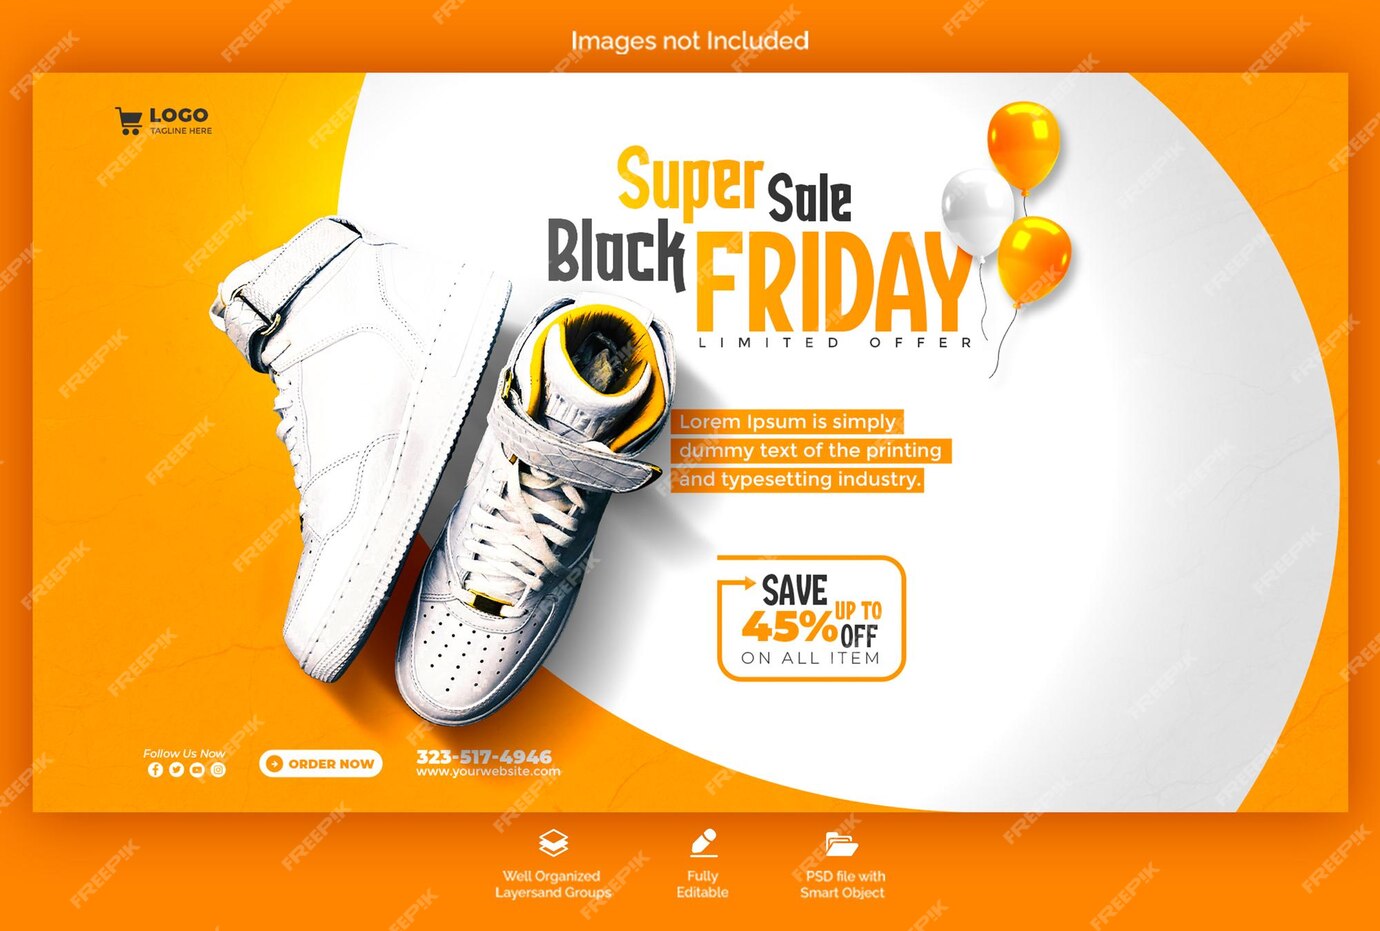 Images not Included
LOGO
TAGLINE HERE
Super Sale
Black FRIDAY
LIMITED OFFER
Lorem Ipsum is simply
dummy text of the printing
and typesetting industry.
SAVE
45% UP TO
OFF
ON ALL ITEM
Follow Us Now
ORDER NOW
323-517-4946
www.yourwebsite.com
Well Organized
Layersand Groups
Fully
Editable
PSD file with
Smart Object
FREEPIK